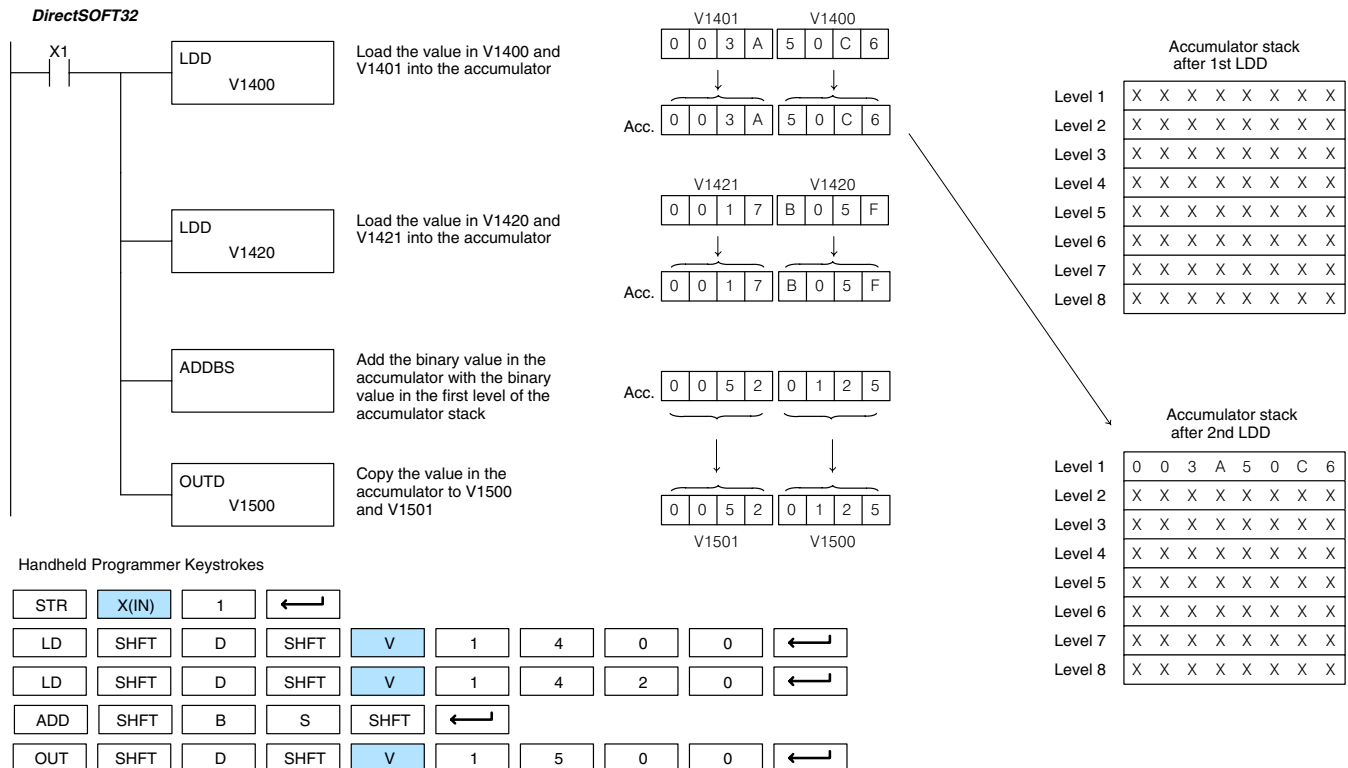 DirectSOFT32
X1
LDD
V1400
Load the value in V1400 and
V1401 into the accumulator
V1401 V1400
0 0 3 A 5 0 C 6
Acc. 0 0 3 A 5 0 C 6
LDD
V1420
Load the value in V1420 and
V1421 into the accumulator
V1421 V1420
0 0 1 7 B 0 5 F
Acc. 0 0 1 7 B 0 5 F
ADDBS
Add the binary value in the
accumulator with the binary
value in the first level of the
accumulator stack
Acc. 0 0 5 2 0 1 2 5
OUTD
V1500
Copy the value in the
accumulator to V1500
and V1501
0 0 5 2 0 1 2 5
V1501 V1500
Accumulator stack
after 1st LDD
Level 1 X X X X X X X X
Level 2 X X X X X X X X
Level 3 X X X X X X X X
Level 4 X X X X X X X X
Level 5 X X X X X X X X
Level 6 X X X X X X X X
Level 7 X X X X X X X X
Level 8 X X X X X X X X
Accumulator stack
after 2nd LDD
Level 1 0 0 3 A 5 0 C 6
Level 2 X X X X X X X X
Level 3 X X X X X X X X
Level 4 X X X X X X X X
Level 5 X X X X X X X X
Level 6 X X X X X X X X
Level 7 X X X X X X X X
Level 8 X X X X X X X X
Handheld Programmer Keystrokes
STR X(IN) 1
LD SHFT D SHFT V 1 4 0 0
LD SHFT D SHFT V 1 4 2 0
ADD SHFT B S SHFT
OUT SHFT D SHFT V 1 5 0 0